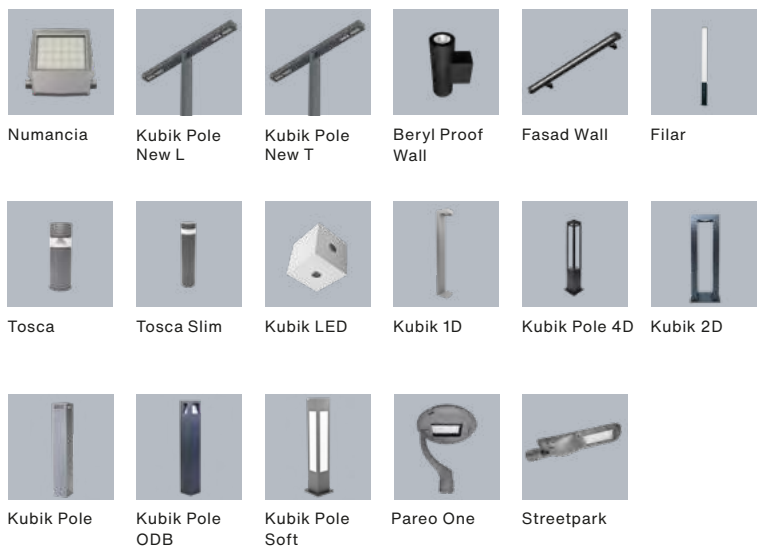 Numancia
Kubik Pole
New L
Kubik Pole
New T
Beryl Proof
Wall
Fasad Wall
Filar
Tosca
Tosca Slim
Kubik LED
Kubik 1D
Kubik Pole 4D
Kubik 2D
Kubik Pole
Kubik Pole
ODB
Kubik Pole
Soft
Pareo One
Streetpark